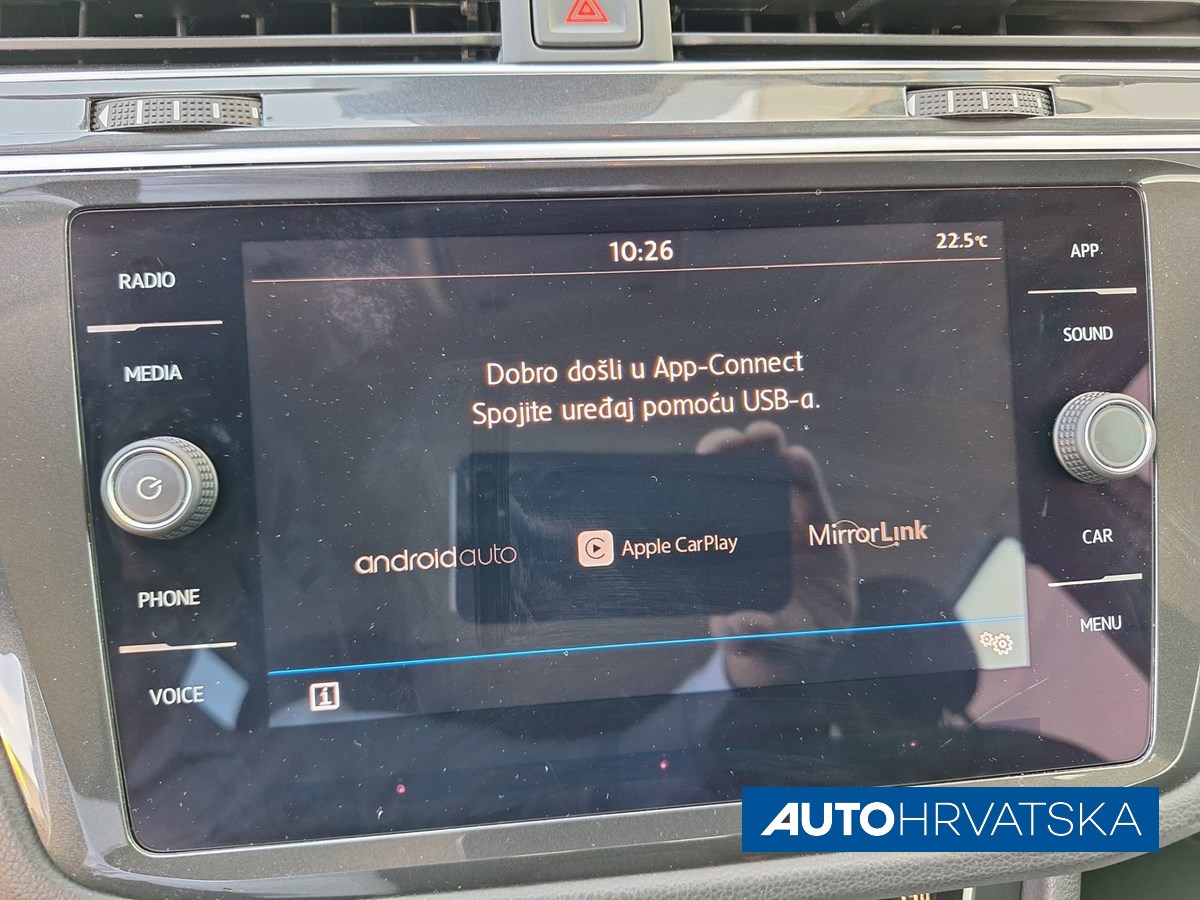 10:26
22.5°C
RADIO
MEDIA
PHONE
VOICE
Dobro došli u App-Connect
Spojite uređaj pomoću USB-a.
androidauto
Apple CarPlay
MirrorLink
i
APP
SOUND
CAR
MENU
AUTOHRVATSKA